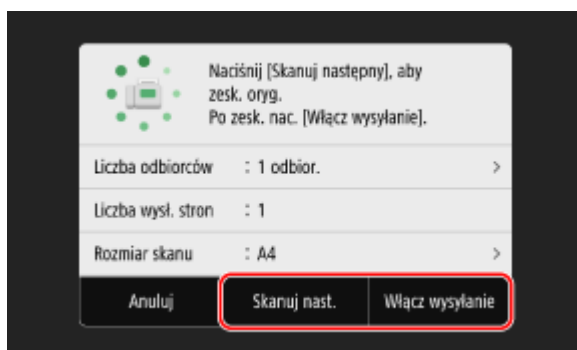 Naciśnij [Skanuj następny], aby
zesk. oryg.
Po zesk. nac. [Włącz wysyłanie].
Liczba odbiorców : 1 odbior. >
Liczba wysł. stron : 1
Rozmiar skanu : A4 >
Anuluj Skanuj nast. Włącz wysyłanie